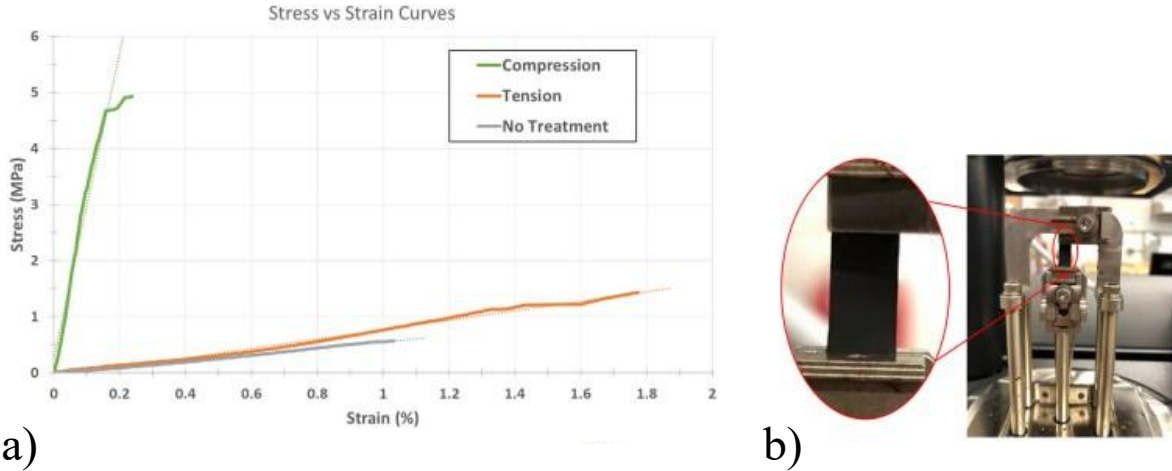 Stress vs Strain Curves
6
5
4
3
2
1
0
Stress (MPa)
Compression
Tension
No Treatment
0
0.2
0.4
0.6
0.8
1
1.2
1.4
1.6
1.8
2
Strain (%)
a)
b)